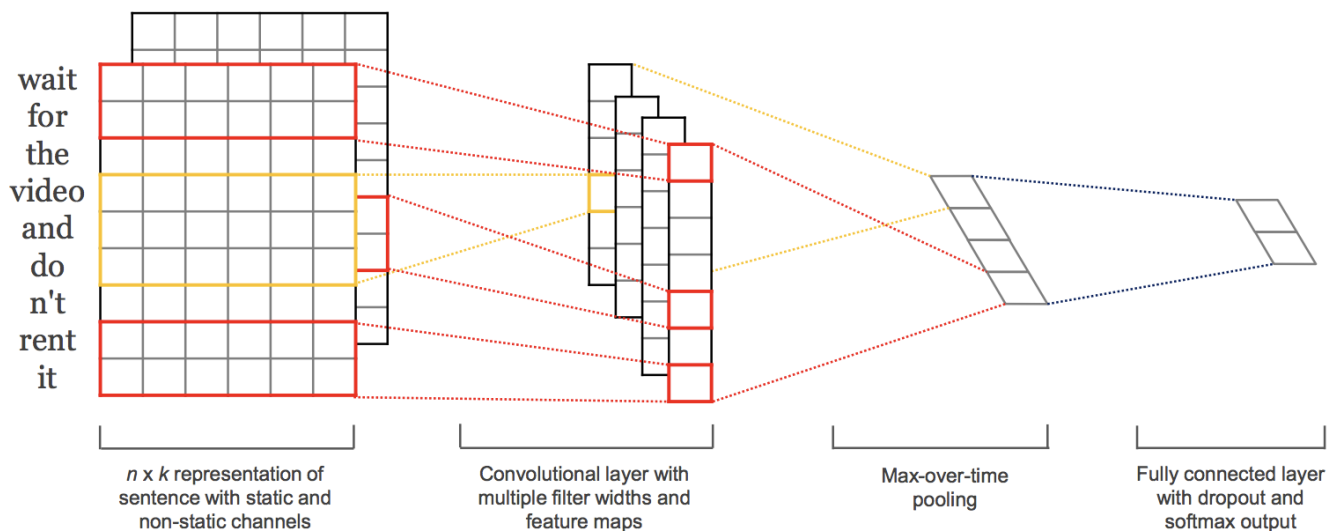 wait
for
the
video
and
do
n't
rent
it
n x k representation of
sentence with static and
non-static channels
Convolutional layer with
multiple filter widths and
feature maps
Max-over-time
pooling
Fully connected layer
with dropout and
softmax output